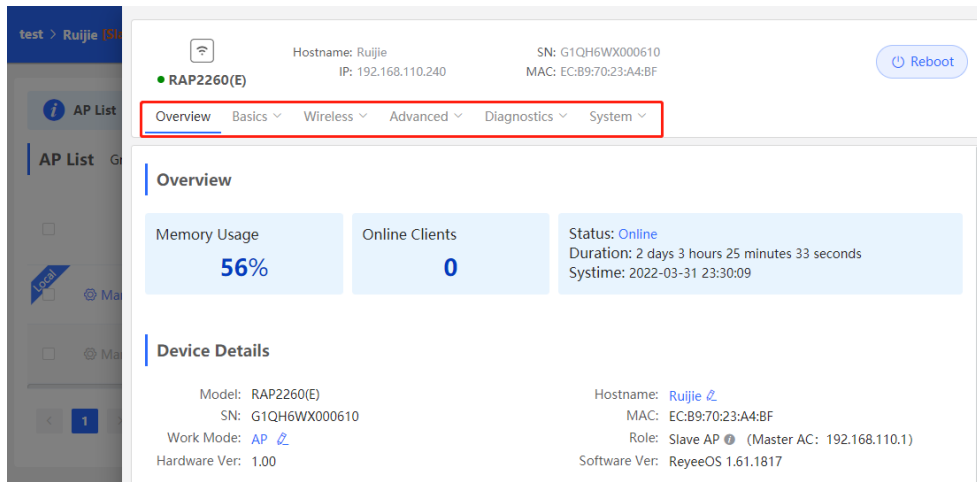 test > Ruijie
Hostname: Ruijie
SN: G1QH6WX000610
IP: 192.168.110.240
MAC: EC:B9:70:23:A4:BF
RAP2260(E)
Reboot
AP List
Overview Basics Wireless Advanced Diagnostics System
AP List
Overview
Memory Usage
56%
Online Clients
0
Status: Online
Duration: 2 days 3 hours 25 minutes 33 seconds
Systime: 2022-03-31 23:30:09
Local
Device Details
Model: RAP2260(E)
Hostname: Ruijie
SN: G1QH6WX000610
MAC: EC:B9:70:23:A4:BF
Work Mode: AP
Role: Slave AP (Master AC: 192.168.110.1)
Hardware Ver: 1.00
Software Ver: ReyeeOS 1.61.1817
1